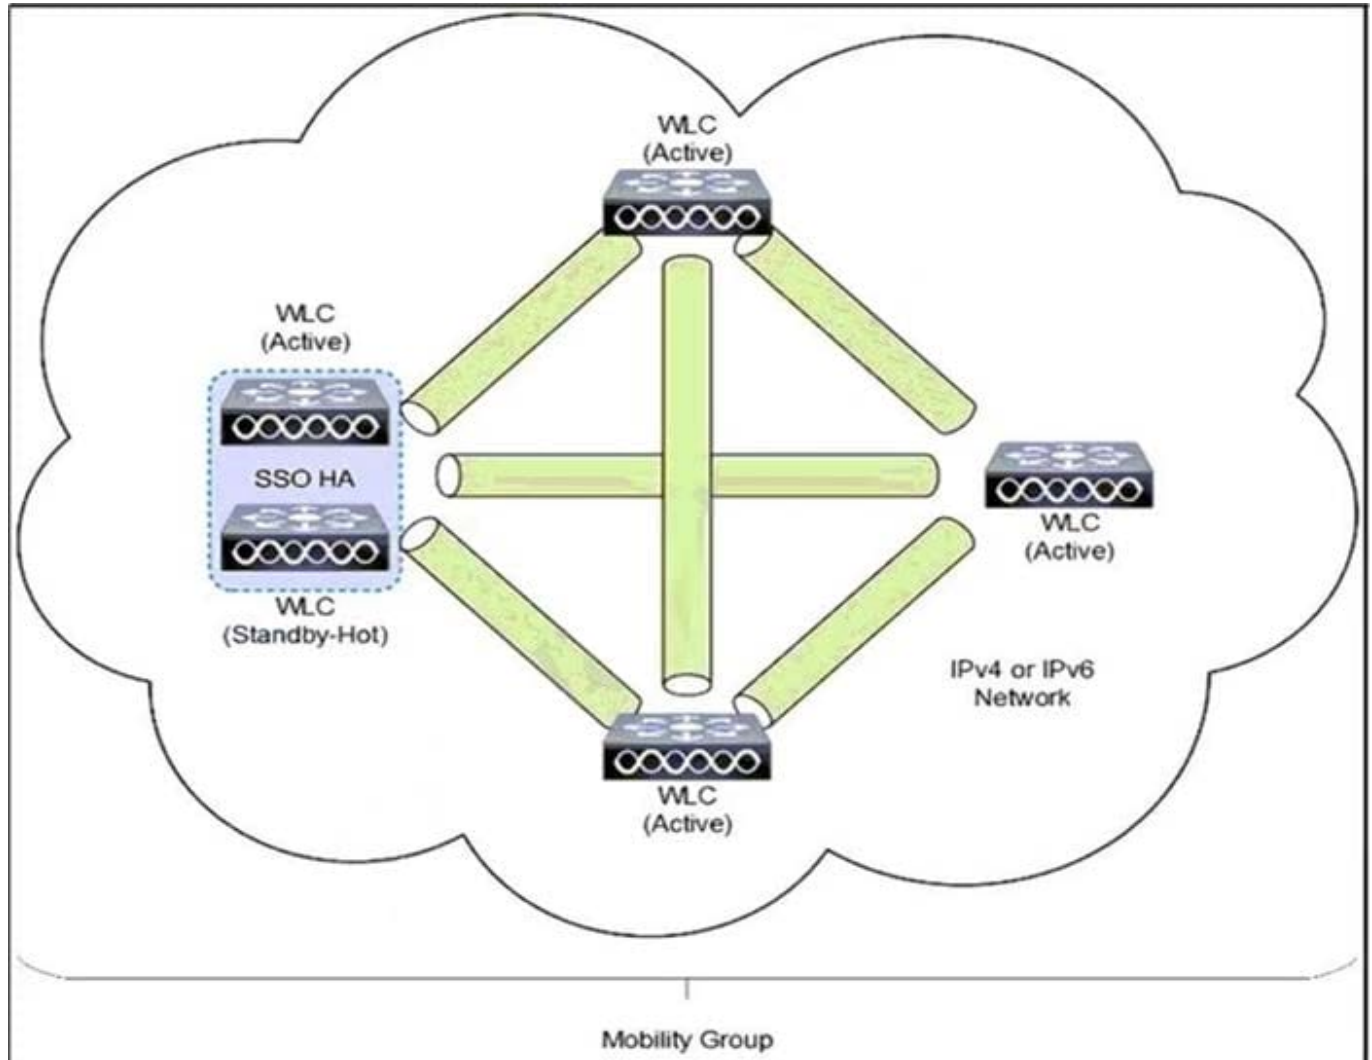 WLC
(Active)
WLC
(Active)
SSO HA
WLC
(Standby-Hot)
WLC
(Active)
IPv4 or IPv6
Network
WLC
(Active)
Mobility Group